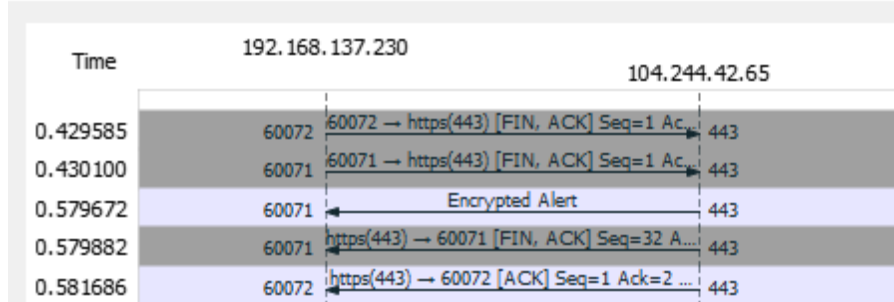 192.168.137.230
Time
104.244.42.65
0.429585 60072 60072 → https(443) [FIN, ACK] Seq=1 Ac... 443
0.430100 60071 60071 → https(443) [FIN, ACK] Seq=1 Ac... 443
0.579672 60071 Encrypted Alert 443
0.579882 60071 https(443) → 60071 [FIN, ACK] Seq=32 A... 443
0.581686 60072 https(443) → 60072 [ACK] Seq=1 Ack=2 ... 443